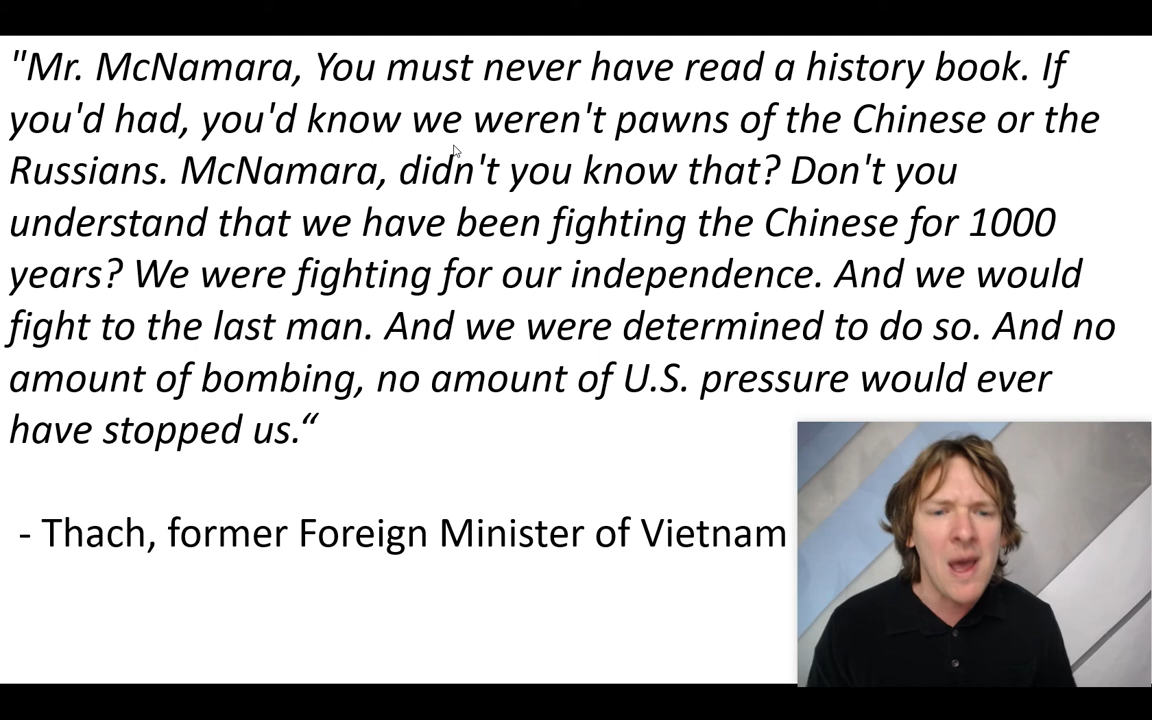 "Mr. McNamara, You must never have read a history book. If
you'd had, you'd know we weren't pawns of the Chinese or the
Russians. McNamara, didn't you know that? Don't you
understand that we have been fighting the Chinese for 1000
years? We were fighting for our independence. And we would
fight to the last man. And we were determined to do so. And no
amount of bombing, no amount of U.S. pressure would ever
have stopped us.“
- Thach, former Foreign Minister of Vietnam